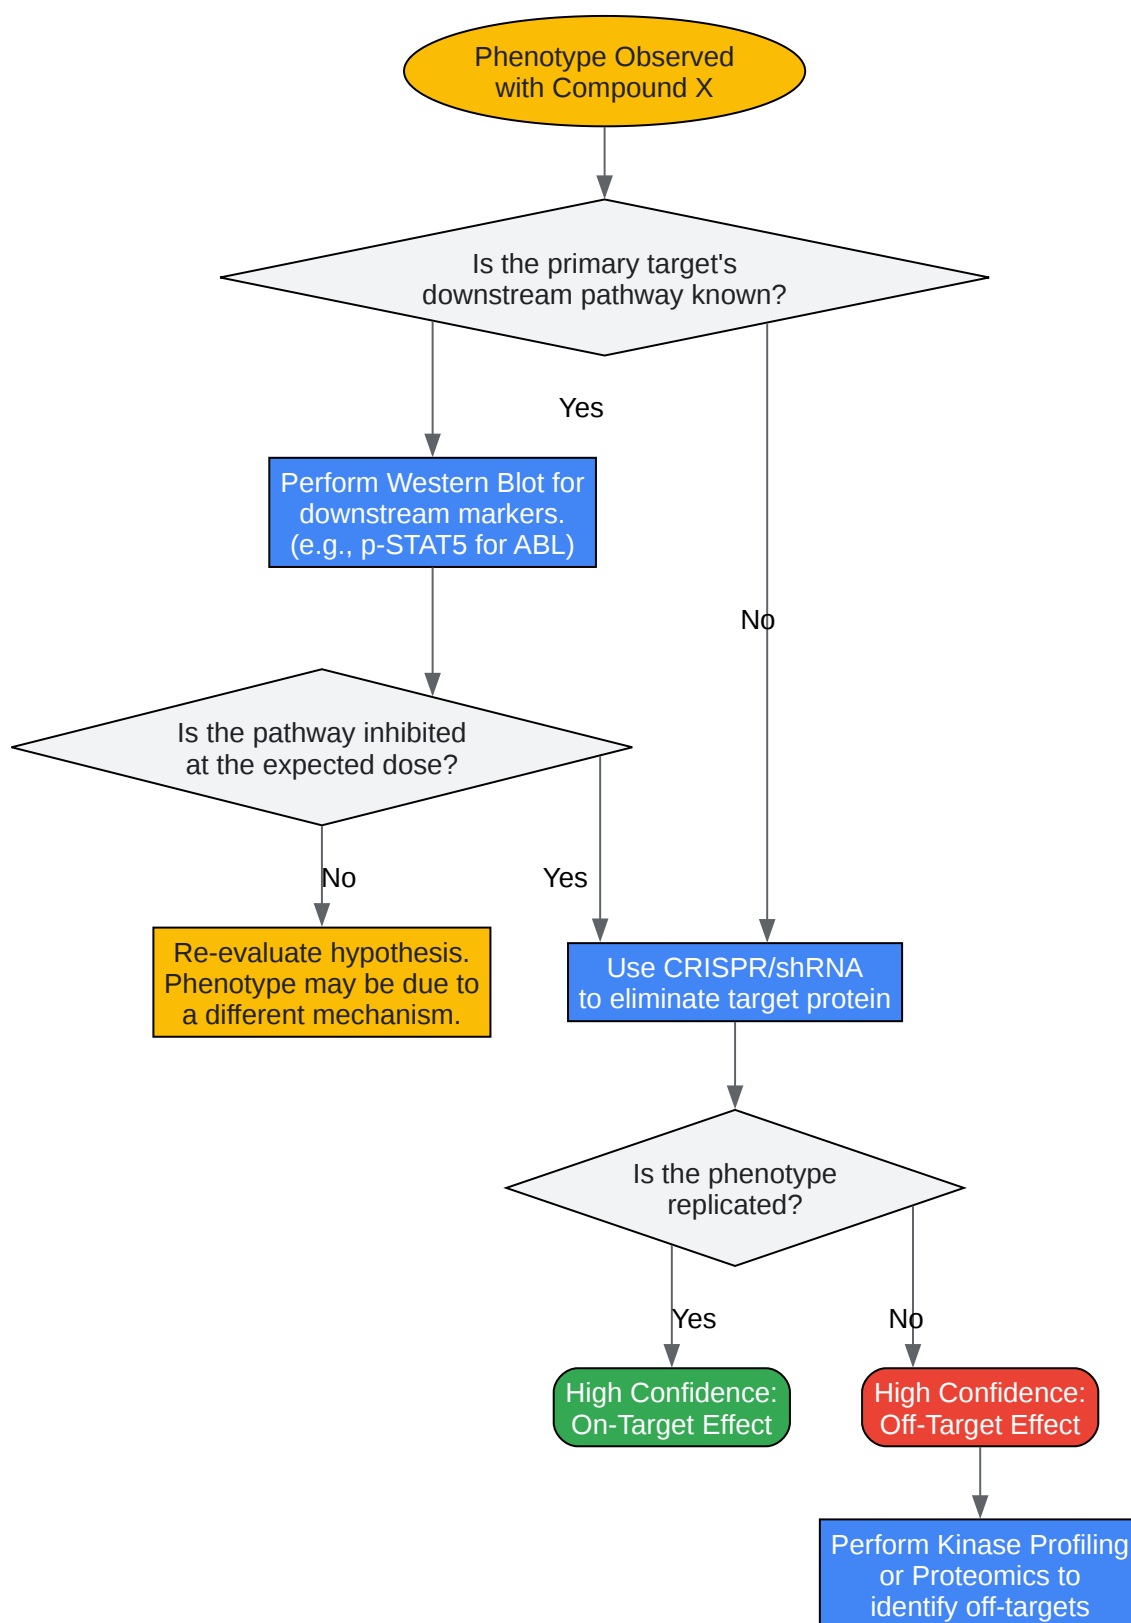 Phenotype Observed
with Compound X
Is the primary target's
downstream pathway known?
Yes
Perform Western Blot for
downstream markers.
(e.g., p-STAT5 for ABL)
No
Is the pathway inhibited
at the expected dose?
No
Yes
Re-evaluate hypothesis.
Phenotype may be due to
a different mechanism.
Use CRISPR/shRNA
to eliminate target protein
Is the phenotype
replicated?
Yes
No
High Confidence:
On-Target Effect
High Confidence:
Off-Target Effect
Perform Kinase Profiling
or Proteomics to
identify off-targets